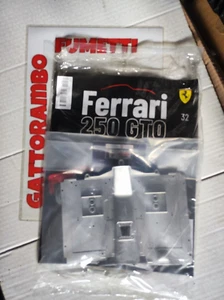 FUMETTI
GATTORAMBO
Ferrari
250 GTO
32